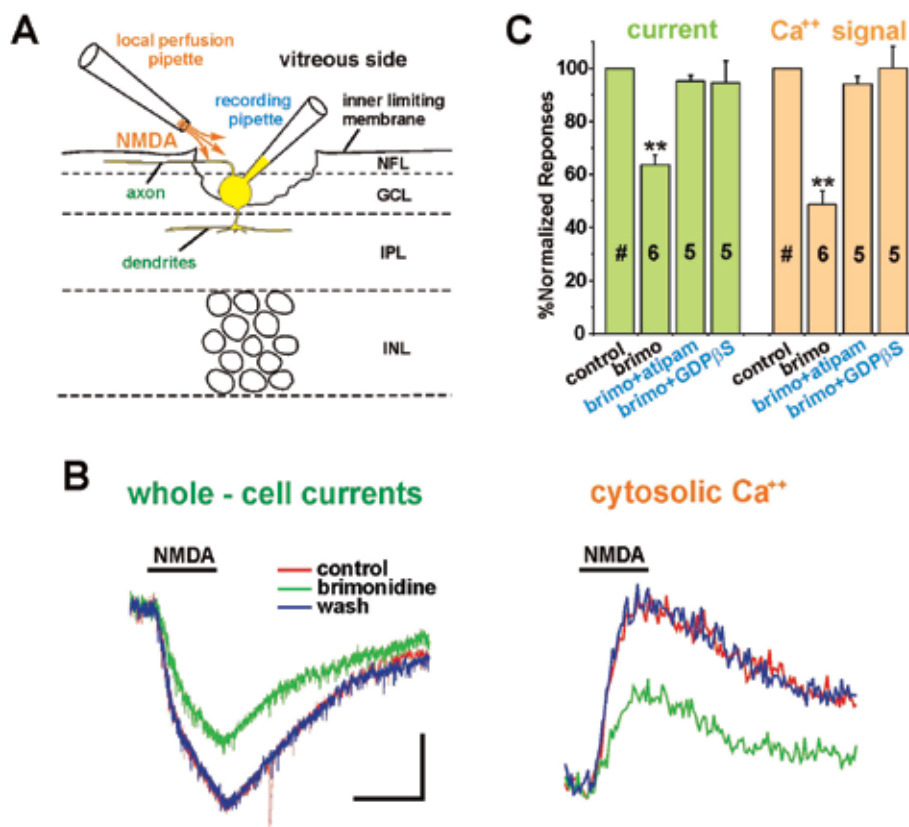 A
local perfusion
pipette
vitreous side
recording
pipette
inner limiting
membrane
NMDA
NFL
axon
GCL
dendrites
IPL
INL
C
current
Ca⁺⁺ signal
%Normalized Reponses
100
80
60
40
20
0
**
**
#
6
5
5
#
6
5
5
control
brimo
brimo+atipam
brimo+GDPβS
control
brimo
brimo+atipam
brimo+GDPβS
B
whole - cell currents
cytosolic Ca⁺⁺
NMDA
control
brimonidine
wash
NMDA